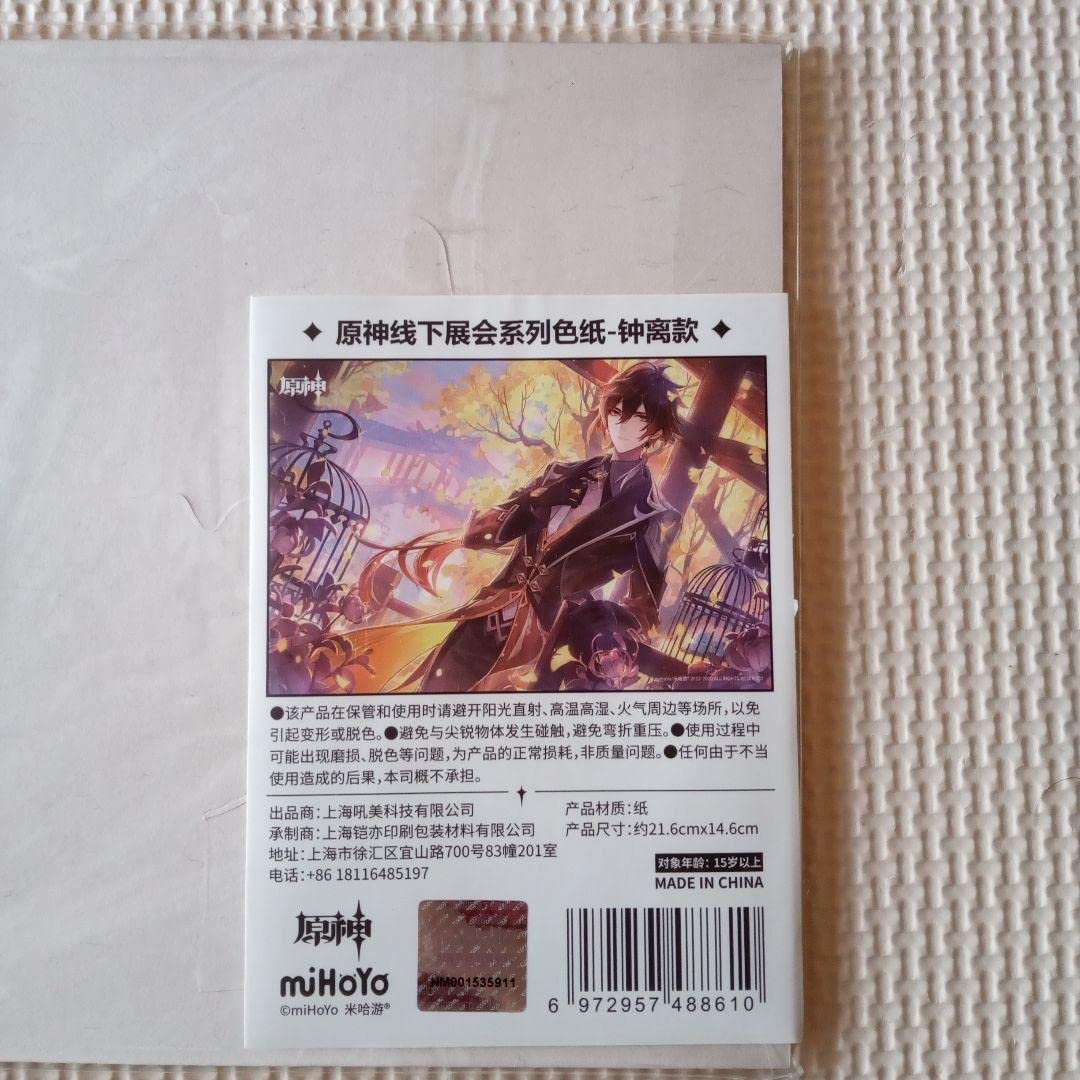 ✦ 原神线下展会系列色纸-钟离款 ✦
原神
●该产品在保管和使用时请避开阳光直射、高温高湿、火气周边等场所,以免
引起变形或脱色。●避免与尖锐物体发生碰触,避免弯折重压。●使用过程中
可能出现磨损、脱色等问题,为产品的正常损耗,非质量问题。●任何由于不当
使用造成的后果,本司概不承担。
出品商:上海吼美科技有限公司
承制商:上海铠亦印刷包装材料有限公司
地址:上海市徐汇区宜山路700号83幢201室
电话:+86 18116485197
产品材质:纸
产品尺寸:约21.6cmx14.6cm
对象年龄:15岁以上
MADE IN CHINA
原神
miHoYo
©miHoYo 米哈游®
HM001535911
6 972957 488610